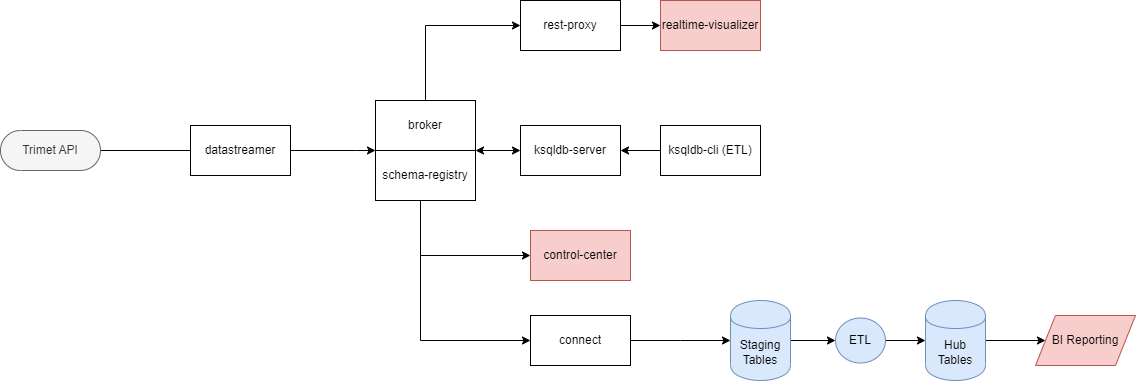 rest-proxy
realtime-visualizer
broker
Trimet API
datastreamer
ksqldb-server
ksqldb-cli (ETL)
schema-registry
control-center
connect
Staging
Tables
ETL
Hub
Tables
BI Reporting